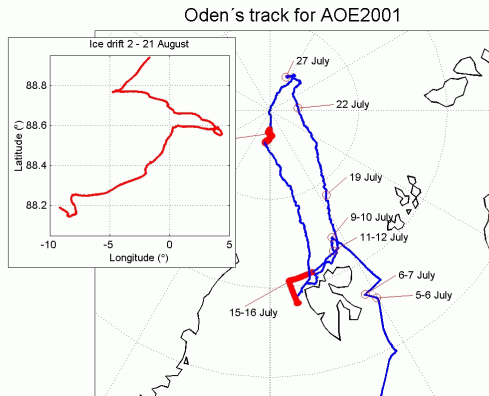 Oden´s track for AOE2001
Ice drift 2 - 21 August
88.8
88.6
88.4
88.2
-10
-5
0
5
Latitude (°)
Longitude (°)
27 July
22 July
19 July
9-10 July
11-12 July
6-7 July
5-6 July
15-16 July